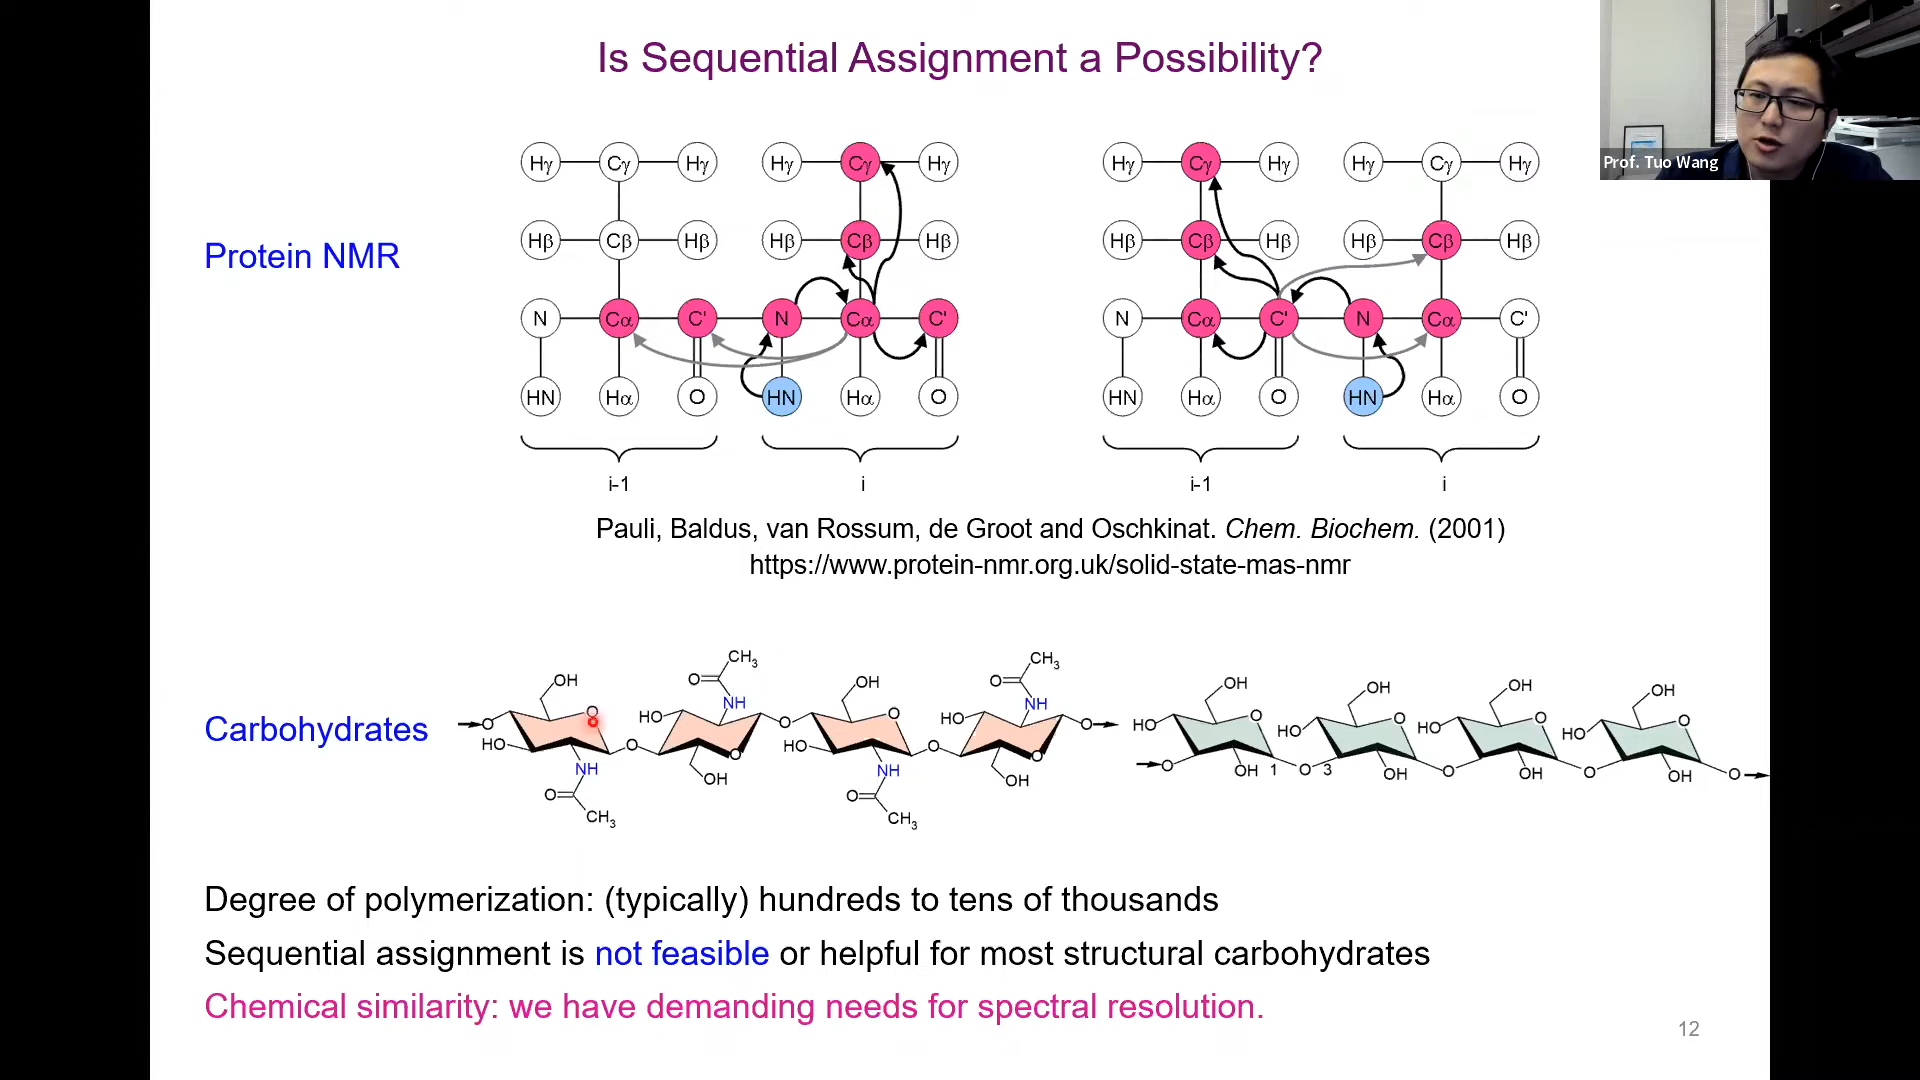 Is Sequential Assignment a Possibility?
Prof. Tuo Wang
Protein NMR
Hγ Cγ Hγ Hγ Cγ Hγ Hγ Cγ Hγ Hγ Cγ Hγ
Hβ Cβ Hβ Hβ Cβ Hβ Hβ Cβ Hβ Hβ Cβ Hβ
N Cα C' N Cα C' N Cα C' N Cα C'
HN Hα O HN Hα O HN Hα O HN Hα O
i-1 i i-1 i
Pauli, Baldus, van Rossum, de Groot and Oschkinat. Chem. Biochem. (2001)
https://www.protein-nmr.org.uk/solid-state-mas-nmr
Carbohydrates
CH3 CH3
OH O OH O OH OH OH OH
NH NH
O HO O O HO O HO O HO O HO O HO O
HO O O HO O O O
NH OH NH OH O OH 1 O 3 OH O OH O OH O
O O
CH3 CH3
Degree of polymerization: (typically) hundreds to tens of thousands
Sequential assignment is not feasible or helpful for most structural carbohydrates
Chemical similarity: we have demanding needs for spectral resolution.
12